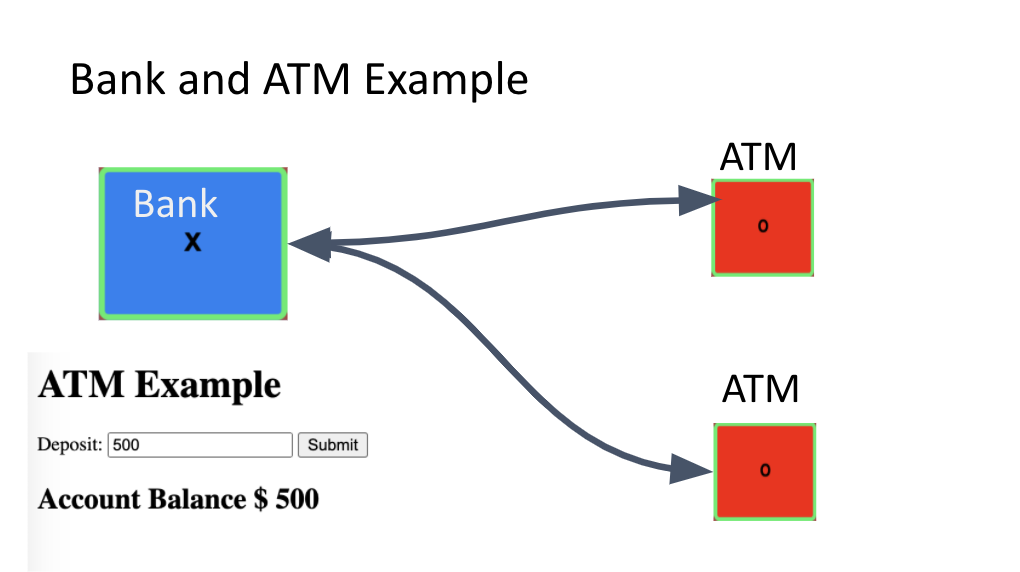 Bank and ATM Example
ATM
Bank
X
O
ATM Example
Deposit: 500 Submit
Account Balance $ 500
ATM
O